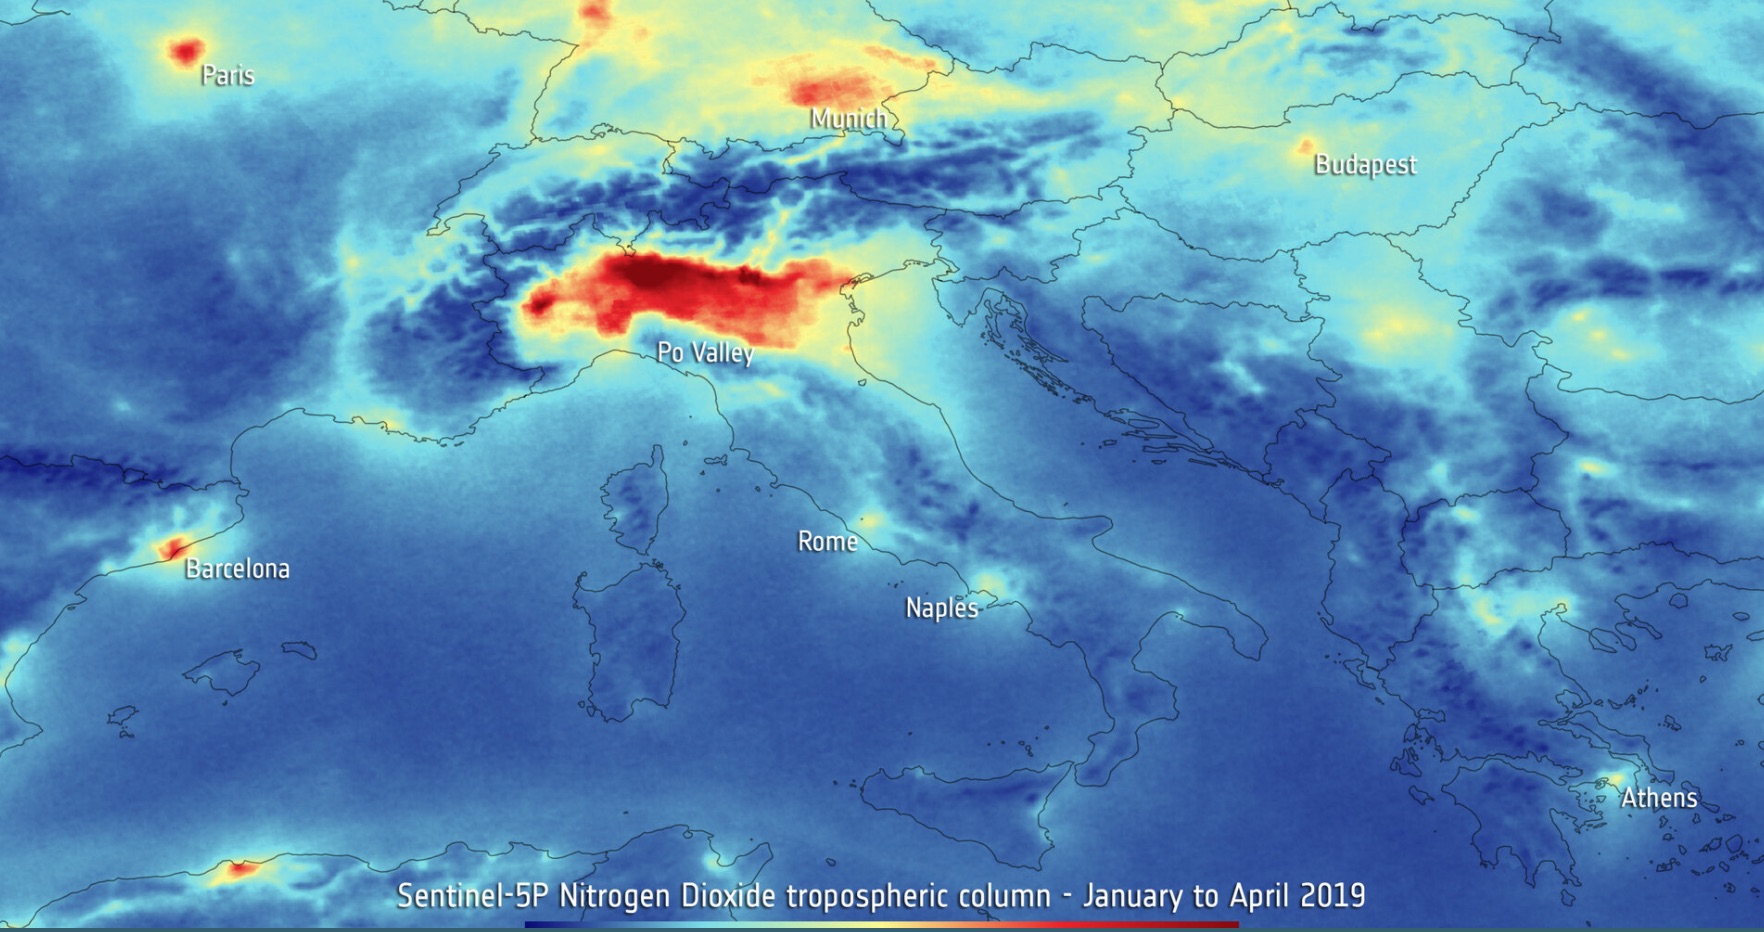 Paris
Munich
Budapest
Po Valley
Rome
Barcelona
Naples
Athens
Sentinel-5P Nitrogen Dioxide tropospheric column - January to April 2019